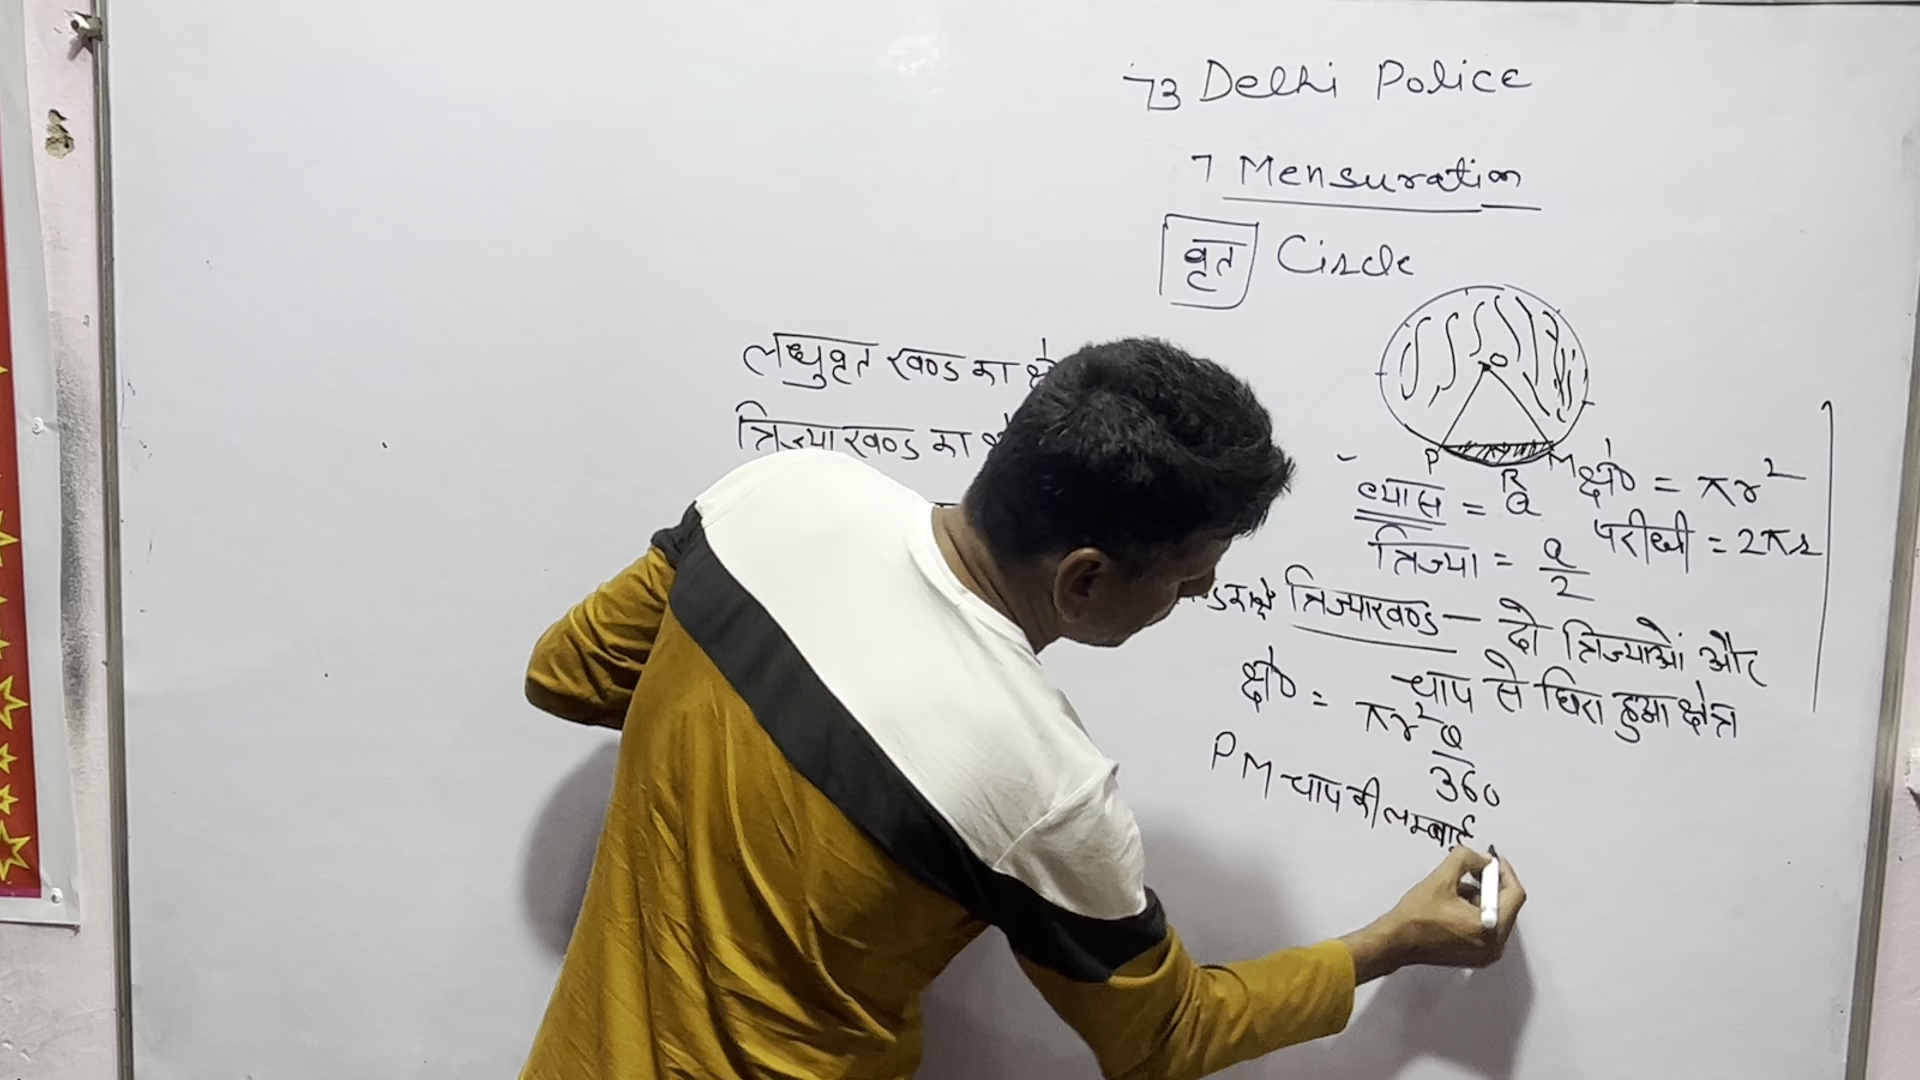 73 Delhi Police
7 Mensuration
वृत Circle
लघुवृत खण्ड का
त्रिज्याखण्ड का
O
P R M
क्षे० = πr²
व्यास = a
परीधी = 2πr
त्रिज्या = a/2
त्रिज्याखण्ड — दो त्रिज्याओं और
चाप से घिरा हुआ क्षेत्र
क्षे० = πr² Q/360
PM चाप की लम्बाई